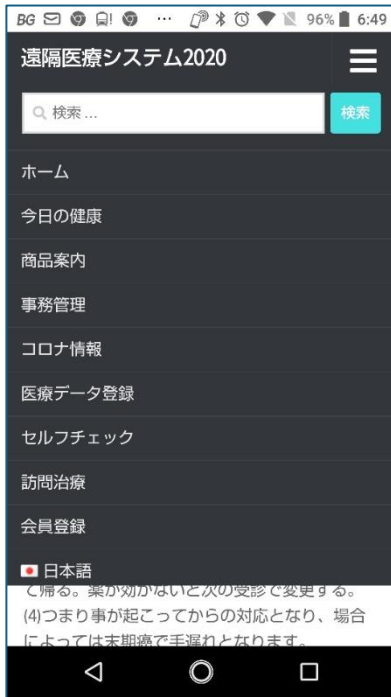 BG ... 96% 6:49
遠隔医療システム2020
検索 ...
検索
ホーム
今日の健康
商品案内
事務管理
コロナ情報
医療データ登録
セルフチェック
訪問治療
会員登録
日本語
て帰る。薬が効かないと次の受診で変更する。
(4)つまり事が起こってからの対応となり、場合
によっては末期癌で手遅れとなります。